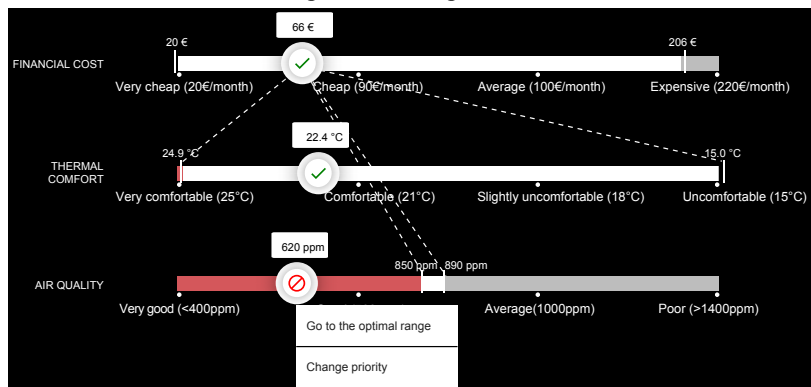 66 €
20 €
206 €
FINANCIAL COST
Very cheap (20€/month)
Cheap (90€/month)
Average (100€/month)
Expensive (220€/month)
22.4 °C
24.9 °C
15.0 °C
THERMAL
COMFORT
Very comfortable (25°C)
Comfortable (21°C)
Slightly uncomfortable (18°C)
Uncomfortable (15°C)
620 ppm
850 ppm
890 ppm
AIR QUALITY
Very good (<400ppm)
Average(1000ppm)
Poor (>1400ppm)
Go to the optimal range
Change priority